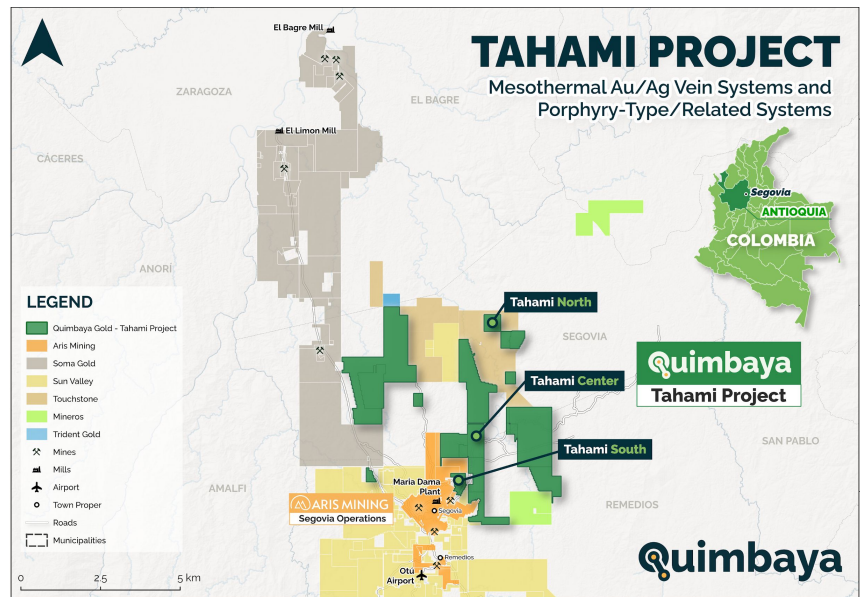 TAHAMI PROJECT
Mesothermal Au/Ag Vein Systems and
Porphyry-Type/Related Systems
El Bagre Mill
ZARAGOZA
EL BAGRE
El Limon Mill
CÁCERES
Segovia
ANTIOQUIA
COLOMBIA
ANORÍ
LEGEND
Quimbaya Gold - Tahami Project
Aris Mining
Soma Gold
Sun Valley
Touchstone
Mineros
Trident Gold
Mines
Mills
Airport
Town Proper
Roads
Municipalities
Tahami North
SEGOVIA
Quimbaya
Tahami Project
Tahami Center
Tahami South
SAN PABLO
AMALFI
Maria Dama
Plant
ARIS MINING
Segovia Operations
Segovia
REMEDIOS
Remedios
Otú
Airport
Quimbaya
0 2.5 5 km